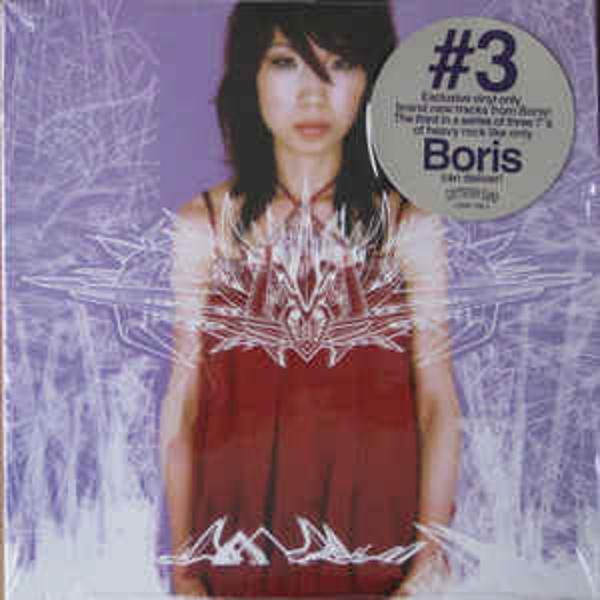 #3
Exclusive vinyl only
brand new tracks from Boris!
The third in a series of three 7"s
of heavy rock like only
Boris
can deliver!